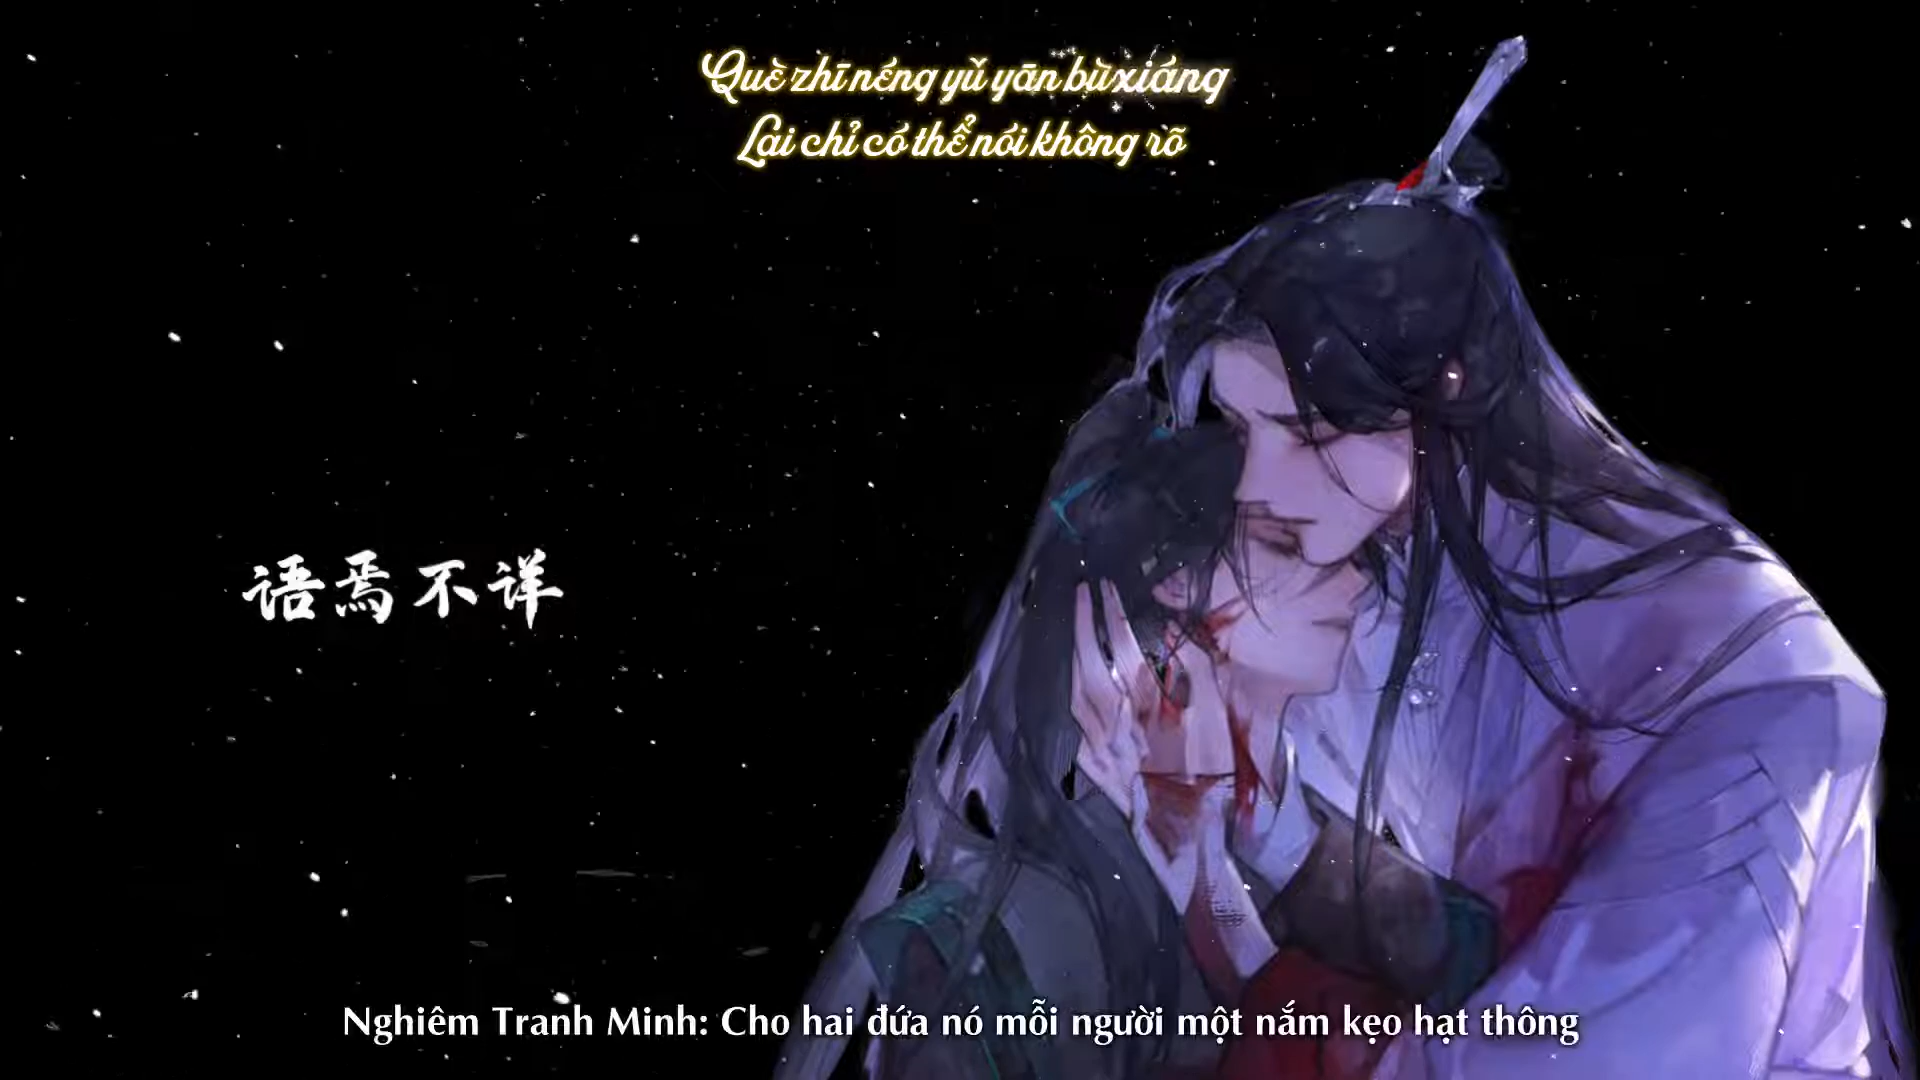 Què zhī néng yǔ yān bù xiáng
Lại chỉ có thể nói không rõ
语焉不详
Nghiêm Tranh Minh: Cho hai đứa nó mỗi người một nắm kẹo hạt thông